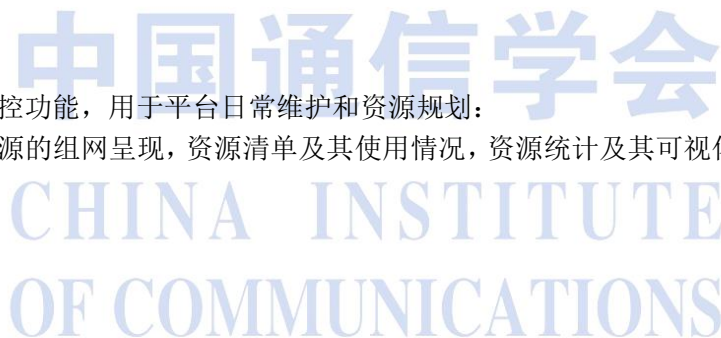 中国通信学会
控功能，用于平台日常维护和资源规划：
源的组网呈现，资源清单及其使用情况，资源统计及其可视
CHINA INSTITUTE
OF COMMUNICATIONS